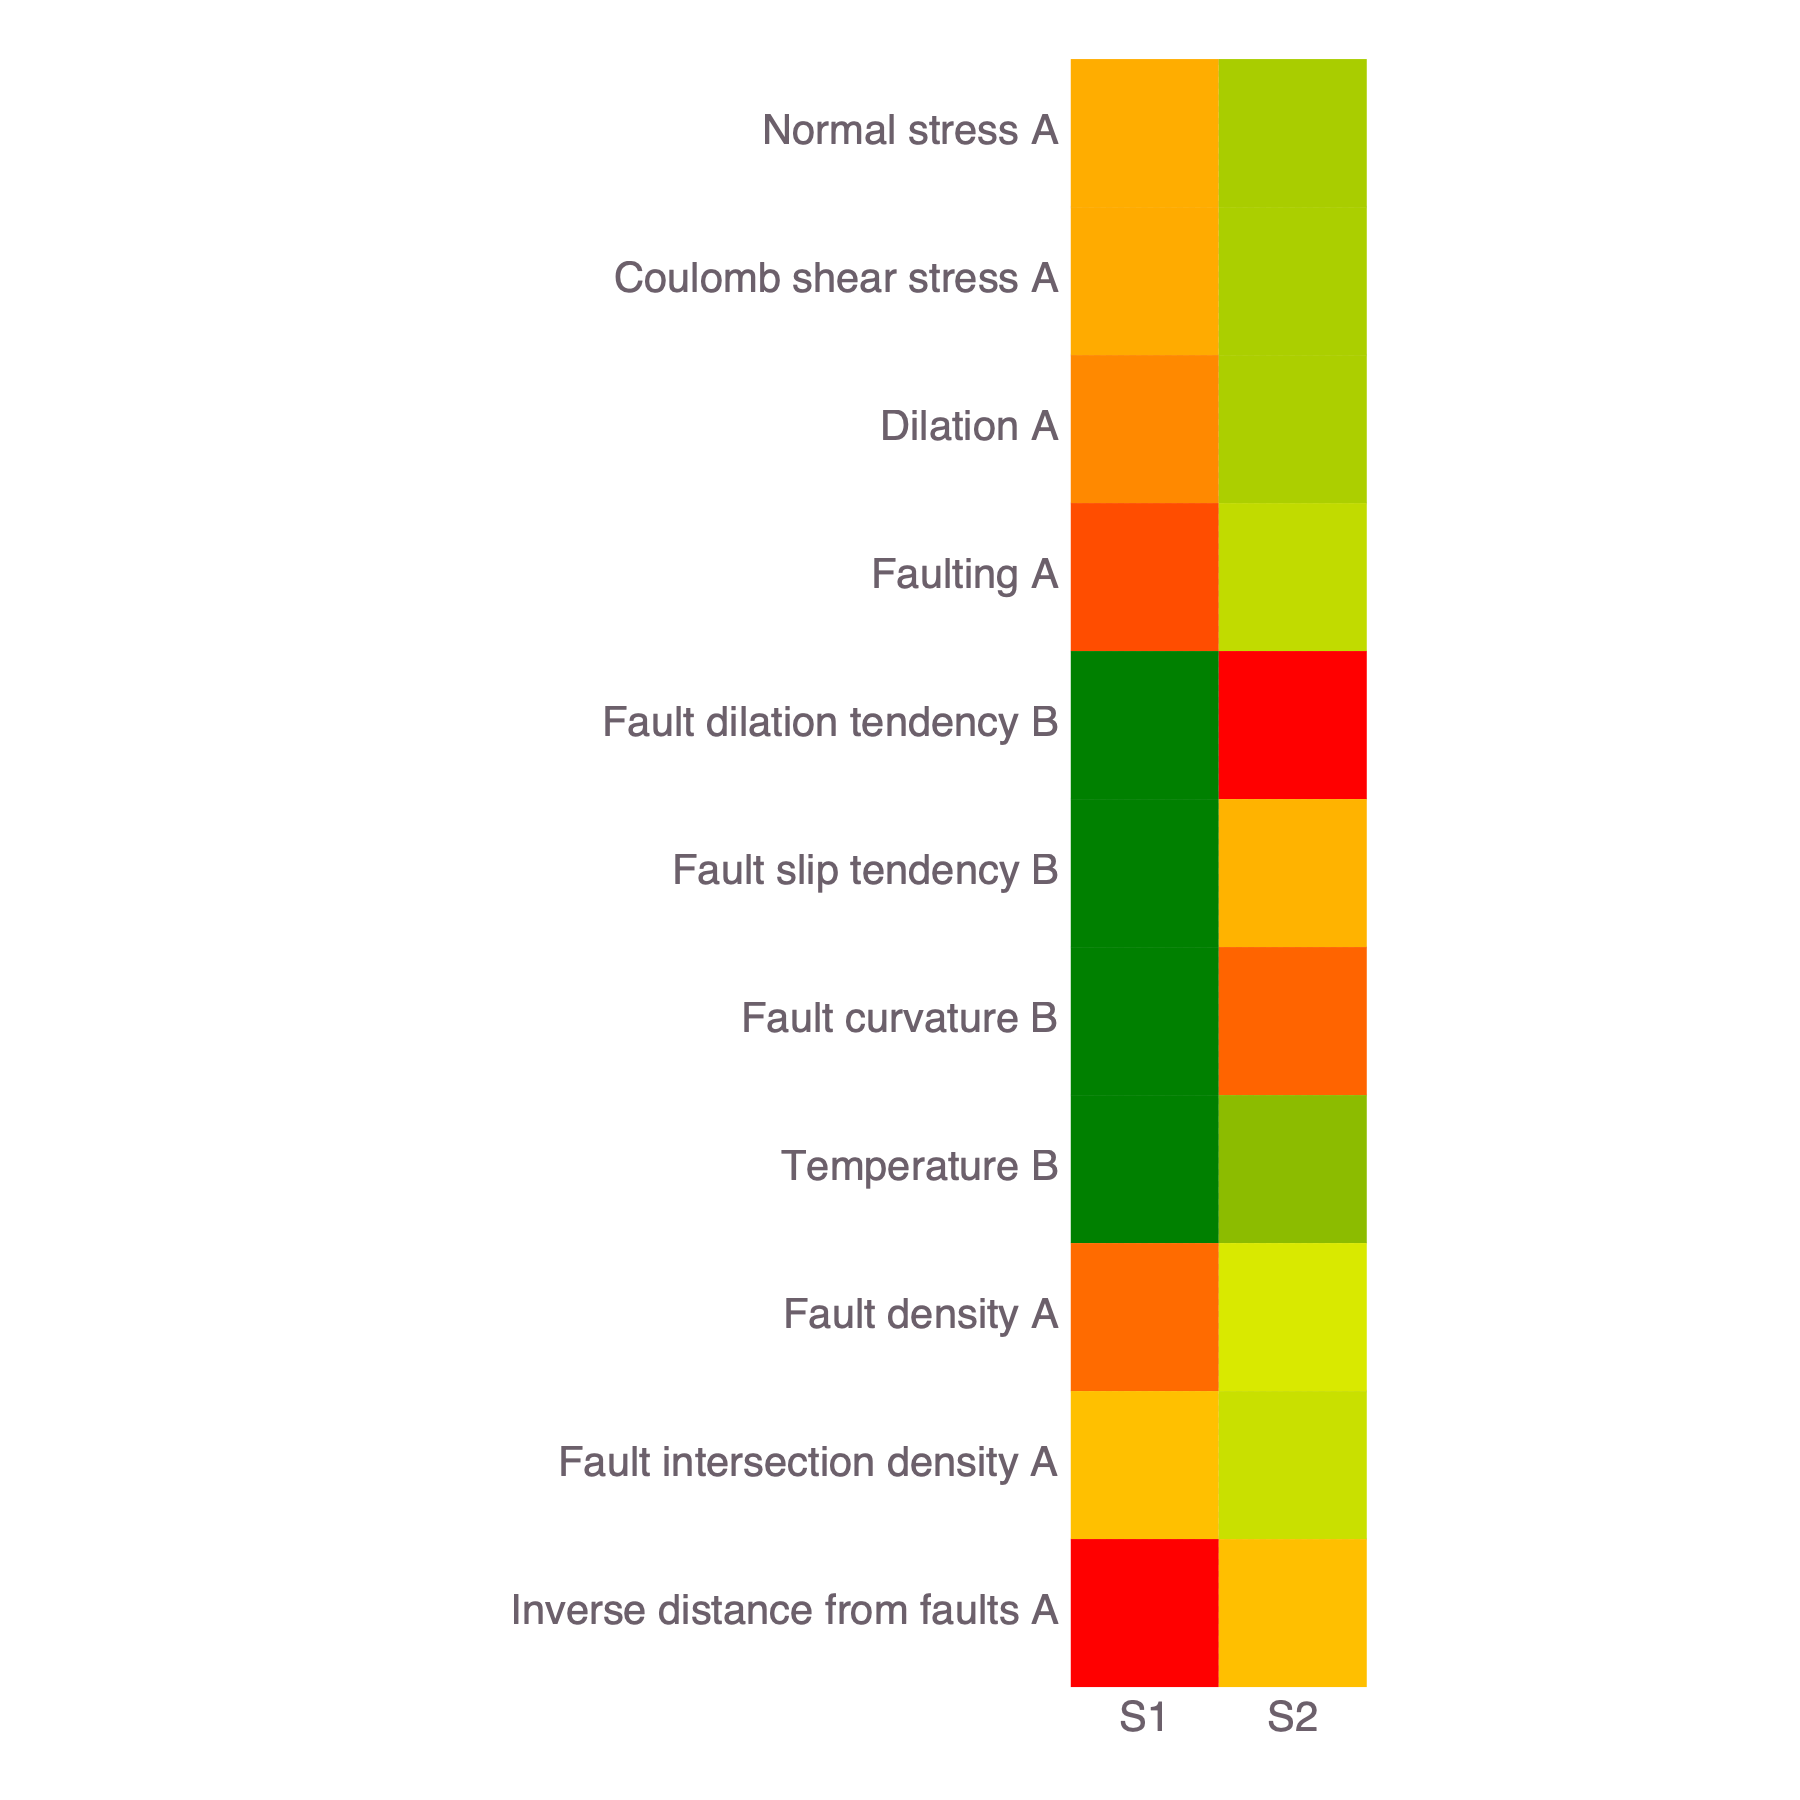 Normal stress A
Coulomb shear stress A
Dilation A
Faulting A
Fault dilation tendency B
Fault slip tendency B
Fault curvature B
Temperature B
Fault density A
Fault intersection density A
Inverse distance from faults A
S1 S2